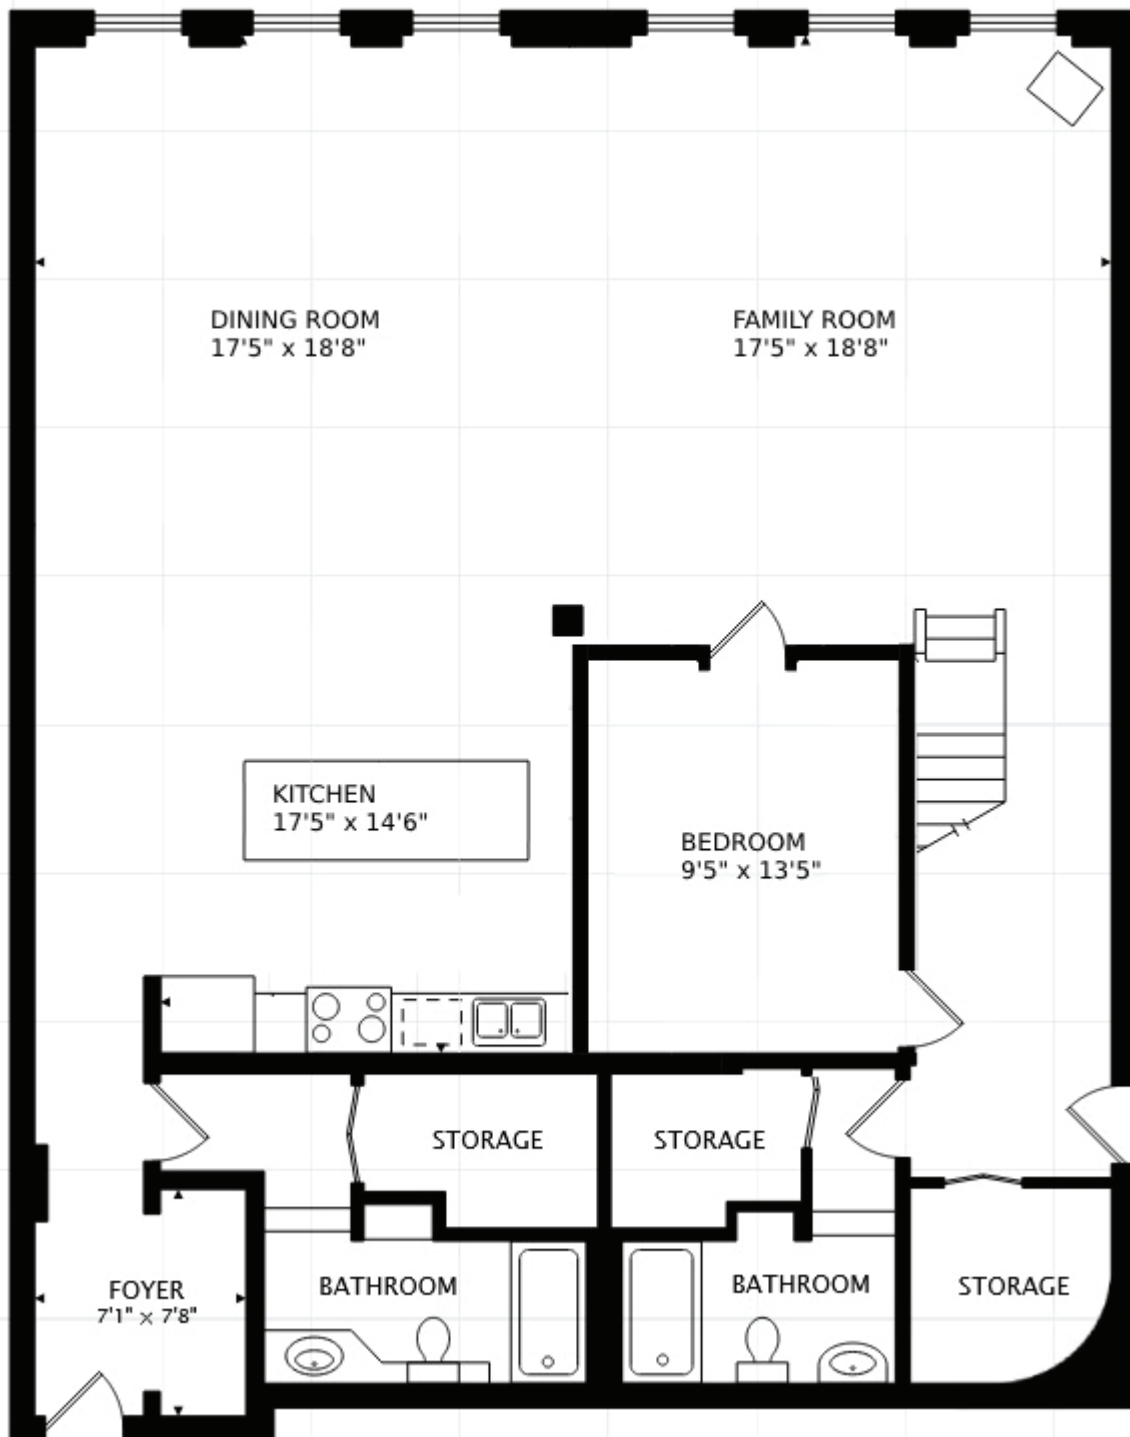 DINING ROOM
17'5" x 18'8"
FAMILY ROOM
17'5" x 18'8"
KITCHEN
17'5" x 14'6"
BEDROOM
9'5" x 13'5"
STORAGE
STORAGE
FOYER
7'1" x 7'8"
BATHROOM
BATHROOM
STORAGE